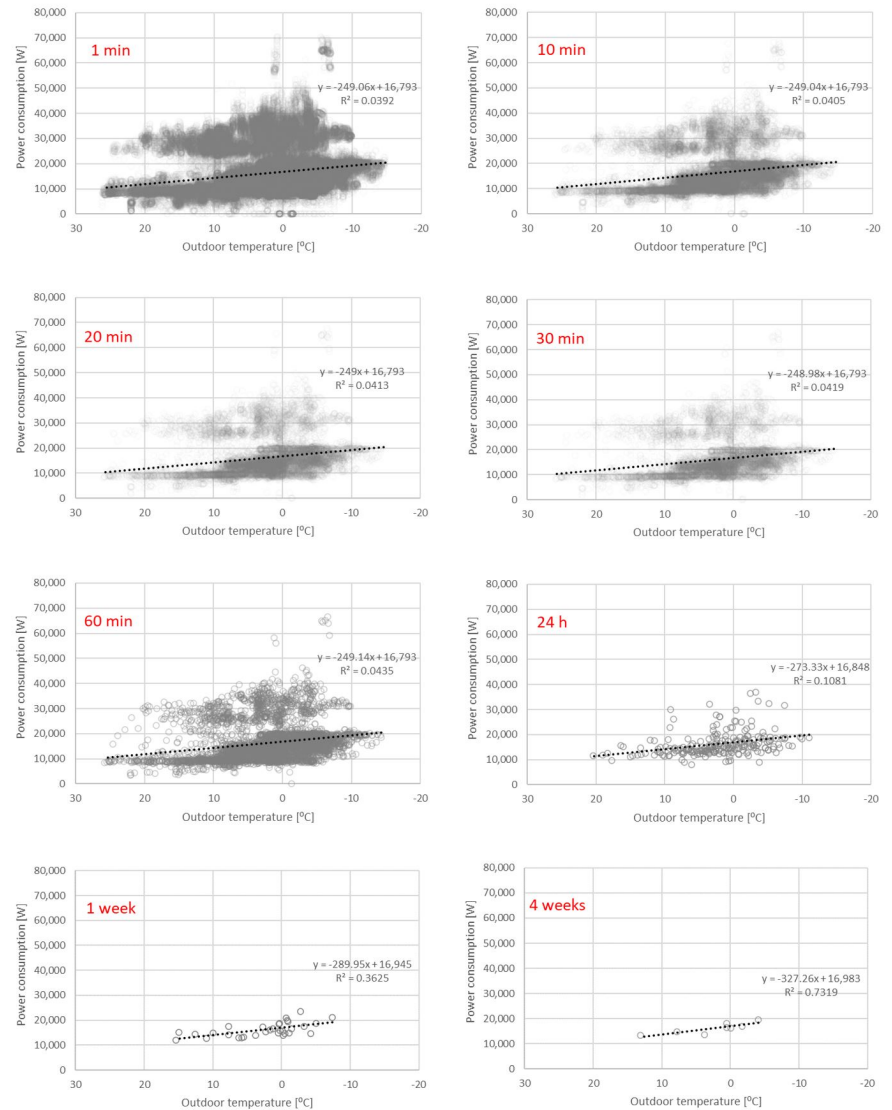 80,000
70,000
60,000
50,000
40,000
30,000
20,000
10,000
0
Power consumption [W]
1 min
y = -249.06x + 16,793
R² = 0.0392
30 20 10 0 -10 -20
Outdoor temperature [⁰C]
80,000
70,000
60,000
50,000
40,000
30,000
20,000
10,000
0
Power consumption [W]
10 min
y = -249.04x + 16,793
R² = 0.0405
30 20 10 0 -10 -20
Outdoor temperature [⁰C]
80,000
70,000
60,000
50,000
40,000
30,000
20,000
10,000
0
Power consumption [W]
20 min
y = -249x + 16,793
R² = 0.0413
30 20 10 0 -10 -20
Outdoor temperature [⁰C]
80,000
70,000
60,000
50,000
40,000
30,000
20,000
10,000
0
Power consumption [W]
30 min
y = -248.98x + 16,793
R² = 0.0419
30 20 10 0 -10 -20
Outdoor temperature [⁰C]
80,000
70,000
60,000
50,000
40,000
30,000
20,000
10,000
0
Power consumption [W]
60 min
y = -249.14x + 16,793
R² = 0.0435
30 20 10 0 -10 -20
Outdoor temperature [⁰C]
80,000
70,000
60,000
50,000
40,000
30,000
20,000
10,000
0
Power consumption [W]
24 h
y = -273.33x + 16,848
R² = 0.1081
30 20 10 0 -10 -20
Outdoor temperature [⁰C]
80,000
70,000
60,000
50,000
40,000
30,000
20,000
10,000
0
Power consumption [W]
1 week
y = -289.95x + 16,945
R² = 0.3625
30 20 10 0 -10 -20
Outdoor temperature [⁰C]
80,000
70,000
60,000
50,000
40,000
30,000
20,000
10,000
0
Power consumption [W]
4 weeks
y = -327.26x + 16,983
R² = 0.7319
30 20 10 0 -10 -20
Outdoor temperature [⁰C]